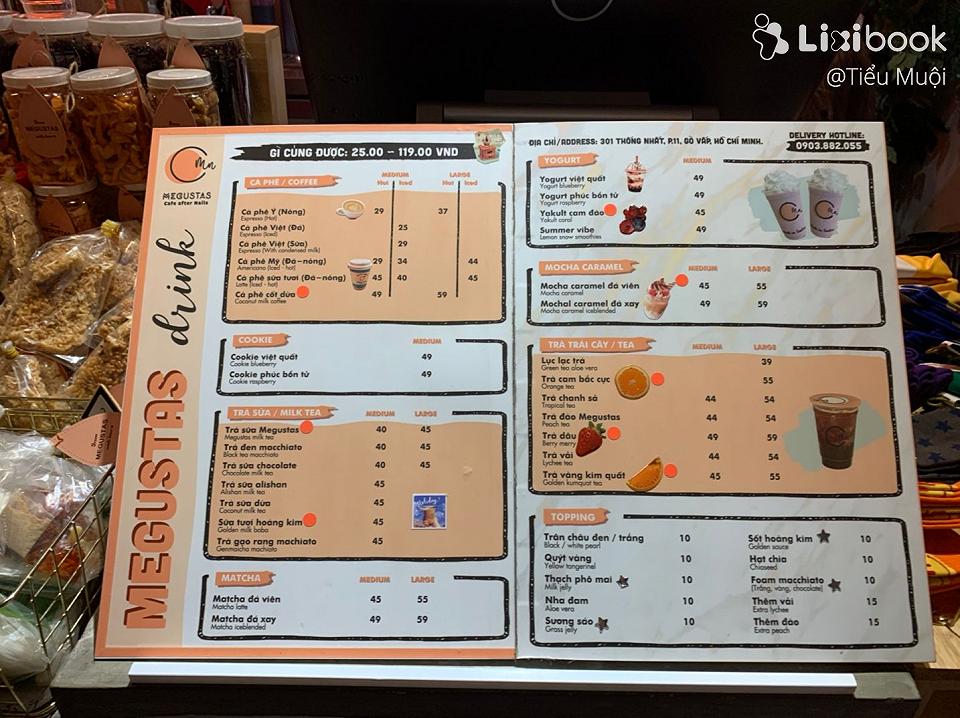 Lixibook
@Tiểu Muội
MEGUSTAS
Mn
MEGUSTAS
Cafe after Nails
drink
MEGUSTAS
GÌ CŨNG ĐƯỢC: 25.00 – 119.00 VND
CÀ PHÊ / COFFEE
MEDIUM LARGE
Hot Iced Hot Iced
Cà phê Ý (Nóng) 29 37
Espresso (Hot)
Cà phê Việt (Đá) 25
Espresso (Iced)
Cà phê Việt (Sữa) 29
Espresso (With condensed milk)
Cà phê Mỹ (Đá-nóng) 29 34 44
Americano (Iced - hot)
Cà phê sữa tươi (Đá-nóng) 45 40 45
Latte (Iced - hot)
Cà phê cốt dừa 49 59
Coconut milk coffee
COOKIE
MEDIUM
Cookie việt quất 49
Cookie blueberry
Cookie phúc bồn tử 49
Cookie raspberry
TRÀ SỮA / MILK TEA
MEDIUM LARGE
Trà sữa Megustas 40 45
Megustas milk tea
Trà đen macchiato 40 45
Black tea macchiato
Trà sữa chocolate 40 45
Chocolate milk tea
Trà sữa alishan 45
Alishan milk tea
Trà sữa dừa 45
Coconut milk tea
Sữa tươi hoàng kim 45
Golden milk boba
Trà gạo rang machiato 45
Genmaicha machiato
MATCHA
MEDIUM LARGE
Matcha đá viên 45 55
Matcha latte
Matcha đá xay 49 59
Matcha iceblended
ĐỊA CHỈ/ADDRESS: 301 THỐNG NHẤT, P.11, GÒ VẤP, HỒ CHÍ MINH.
DELIVERY HOTLINE:
0903.882.055
YOGURT
MEDIUM
Yogurt việt quất 49
Yogurt blueberry
Yogurt phúc bồn tử 49
Yogurt raspberry
Yakult cam đào 45
Yakult coral
Summer vibe 49
Lemon snow smoothies
MOCHA CARAMEL
MEDIUM LARGE
Mocha caramel đá viên 45 55
Mocha caramel
Mochal caramel đá xay 49 59
Mocha caramel iceblended
TRÀ TRÁI CÂY / TEA
MEDIUM LARGE
Lục lạc trà 39
Green tea aloe vera
Trà cam bắc cực 55
Orange tea
Trà chanh sả 44 54
Tropical tea
Trà đào Megustas 44 54
Peach tea
Trà dâu 49 59
Berry merry
Trà vải 44 54
Lychee tea
Trà vàng kim quất 45 55
Golden kumquat tea
TOPPING
Trân châu đen / trắng 10
Black / white pearl
Quýt vàng 10
Yellow tangerinel
Thạch phô mai 10
Milk jelly
Nha đam 10
Aloe vera
Sương sáo 10
Grass jelly
Sốt hoàng kim 10
Golden sauce
Hạt chia 10
Chiaseed
Foam macchiato 10
(Trắng, vàng, chocolate)
Thêm vải 15
Extra lychee
Thêm đào 15
Extra peach